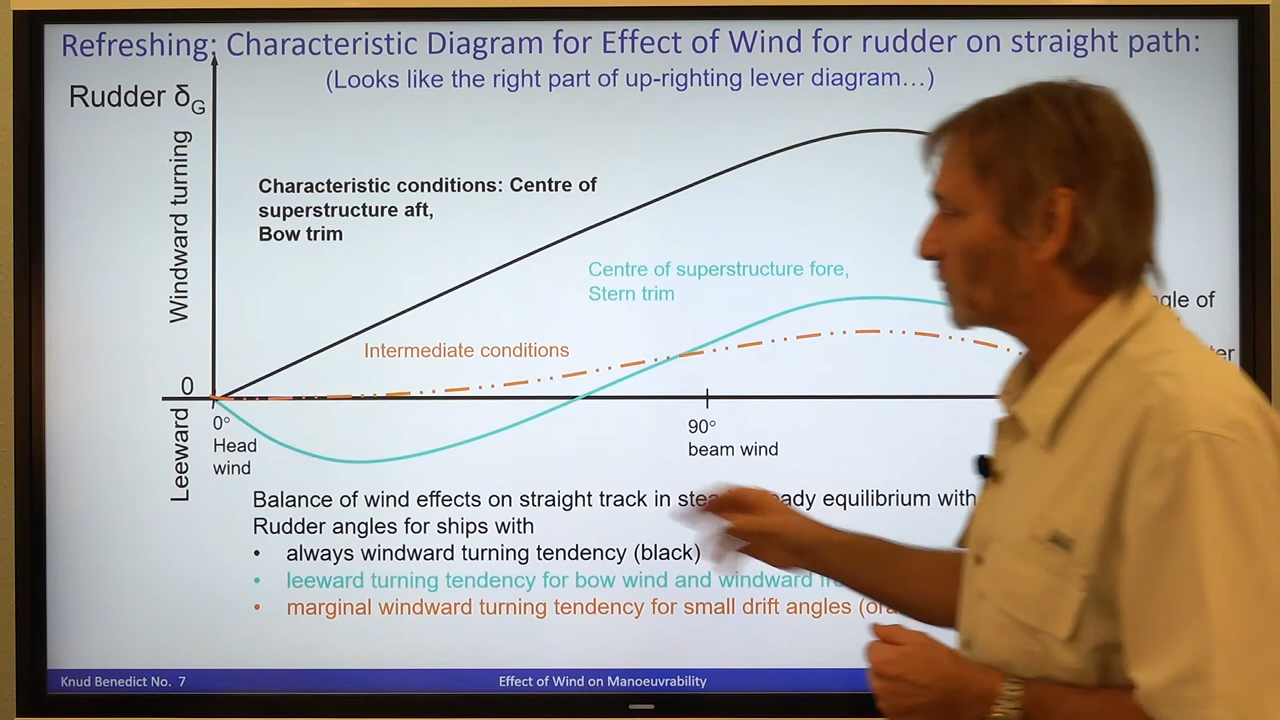 Refreshing; Characteristic Diagram for Effect of Wind for rudder on straight path:
(Looks like the right part of up-righting lever diagram…)
Rudder δG
Windward turning
Characteristic conditions: Centre of
superstructure aft,
Bow trim
Centre of superstructure fore,
Stern trim
Intermediate conditions
of
0
Leeward
0°
Head
wind
90°
beam wind
Balance of wind effects on straight track in equilibrium with
Rudder angles for ships with
• always windward turning tendency (black)
• leeward turning tendency for bow wind and windward
• marginal windward turning tendency for small drift angles
Knud Benedict No. 7
Effect of Wind on Manoeuvrability